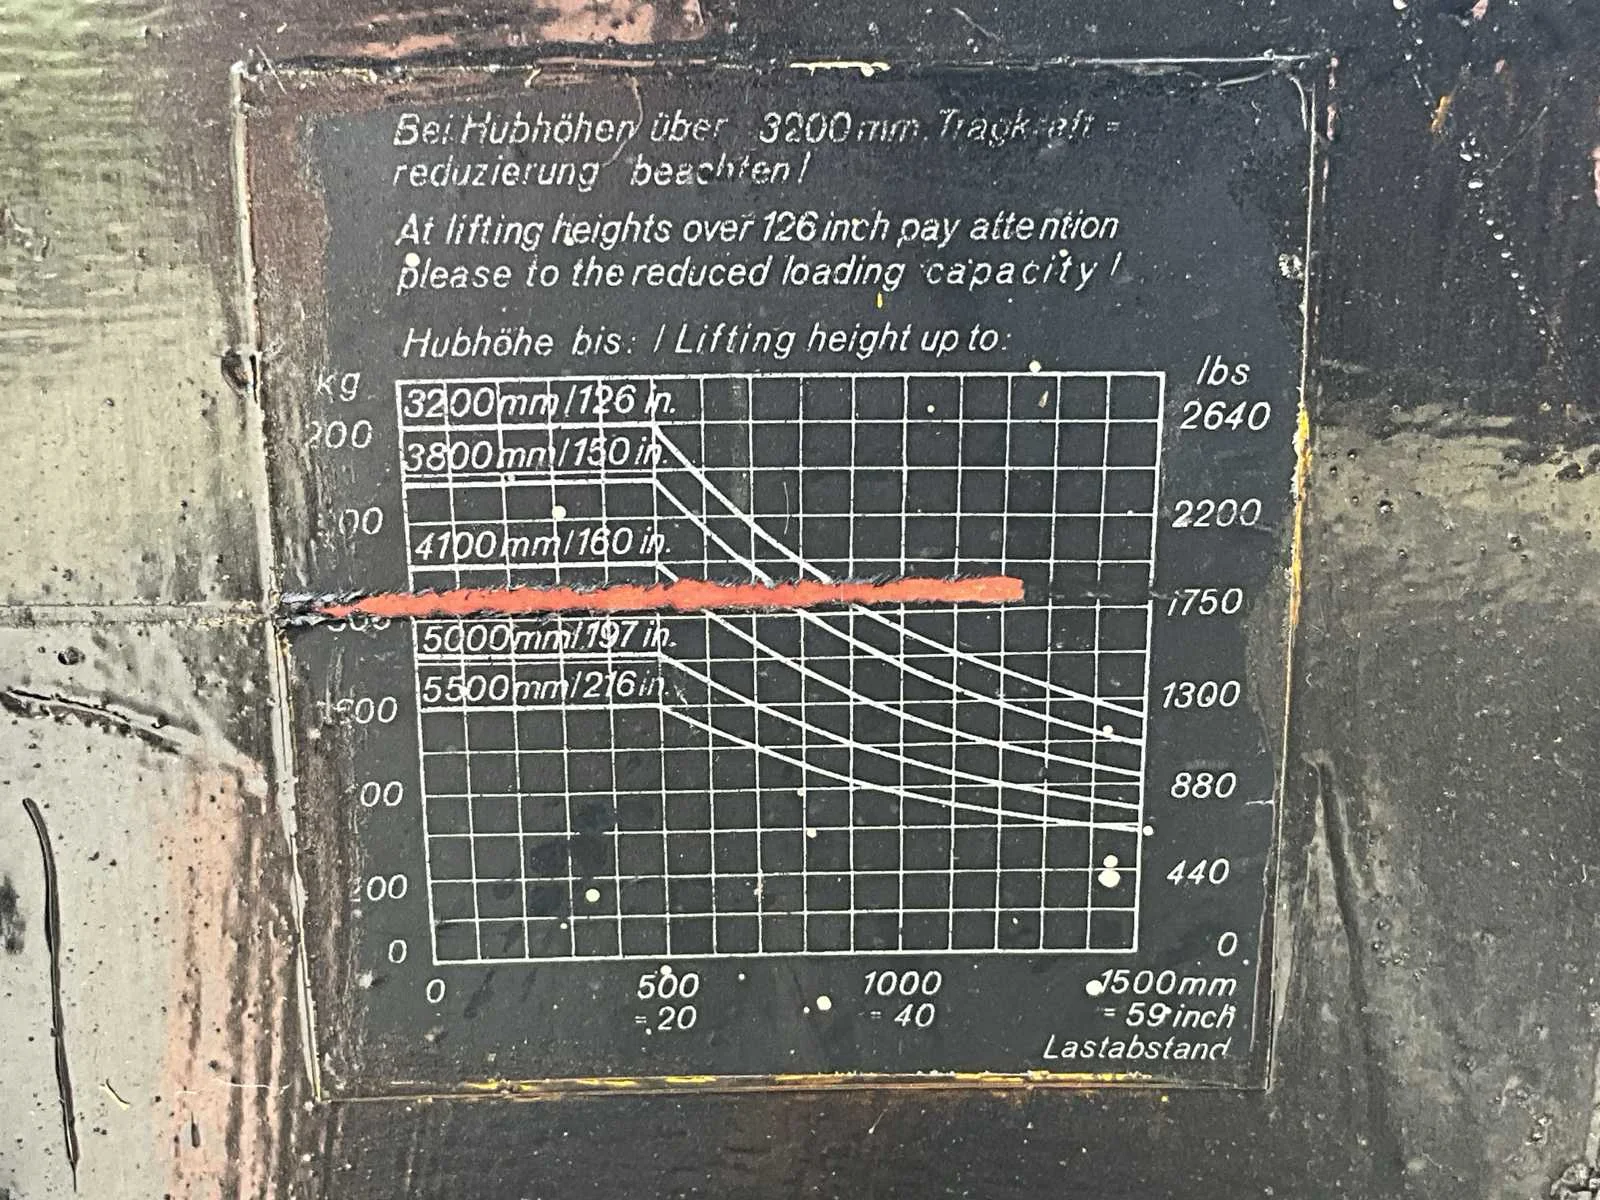 Bei Hubhöhen über 3200mm Tragkraft =
reduzierung beachten!
At lifting heights over 126 inch pay attention
please to the reduced loading capacity!
Hubhöhe bis: / Lifting height up to:
kg lbs
3200mm/126 in.
2640
3800mm/150 in.
2200
4100mm/160 in.
1750
5000mm/197 in.
5500mm/216 in.
1300
880
440
0 0
0 500 1000 1500mm
= 20 = 40 = 59 inch
Lastabstand